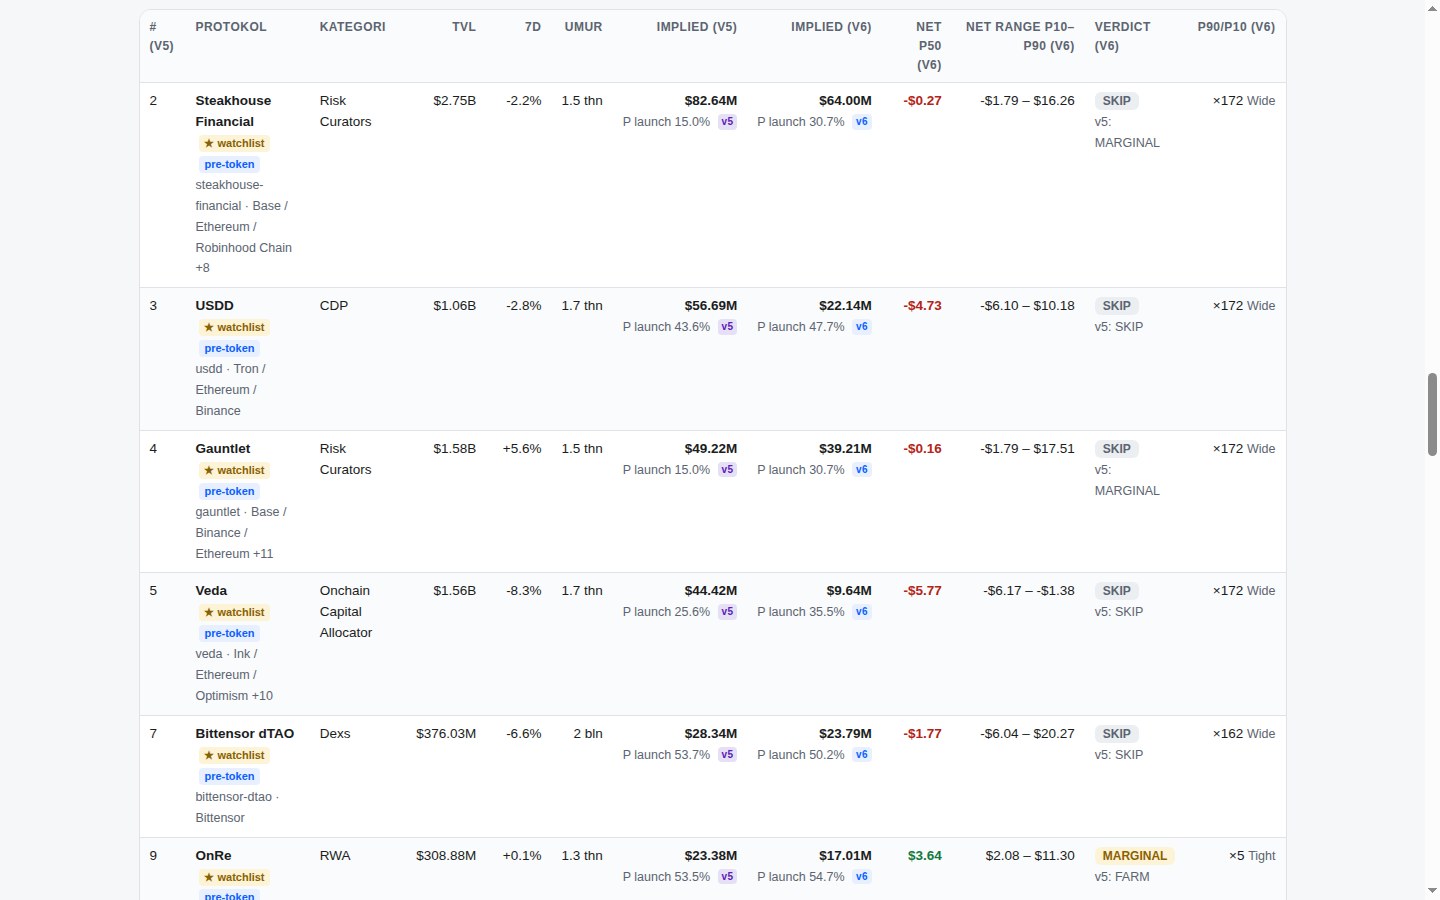 # (V5) PROTOKOL KATEGORI TVL 7D UMUR IMPLIED (V5) IMPLIED (V6) NET P50 (V6) NET RANGE P10–P90 (V6) VERDICT (V6) P90/P10 (V6)
2 Steakhouse Risk $2.75B -2.2% 1.5 thn $82.64M $64.00M -$0.27 -$1.79 – $16.26 SKIP ×172 Wide
Financial Curators P launch 15.0% v5 P launch 30.7% v6 v5:
★ watchlist MARGINAL
pre-token
steakhouse-
financial · Base /
Ethereum /
Robinhood Chain
+8
3 USDD CDP $1.06B -2.8% 1.7 thn $56.69M $22.14M -$4.73 -$6.10 – $10.18 SKIP ×172 Wide
★ watchlist P launch 43.6% v5 P launch 47.7% v6 v5: SKIP
pre-token
usdd · Tron /
Ethereum /
Binance
4 Gauntlet Risk $1.58B +5.6% 1.5 thn $49.22M $39.21M -$0.16 -$1.79 – $17.51 SKIP ×172 Wide
★ watchlist Curators P launch 15.0% v5 P launch 30.7% v6 v5:
pre-token MARGINAL
gauntlet · Base /
Binance /
Ethereum +11
5 Veda Onchain $1.56B -8.3% 1.7 thn $44.42M $9.64M -$5.77 -$6.17 – -$1.38 SKIP ×172 Wide
★ watchlist Capital P launch 25.6% v5 P launch 35.5% v6 v5: SKIP
pre-token Allocator
veda · Ink /
Ethereum /
Optimism +10
7 Bittensor dTAO Dexs $376.03M -6.6% 2 bln $28.34M $23.79M -$1.77 -$6.04 – $20.27 SKIP ×162 Wide
★ watchlist P launch 53.7% v5 P launch 50.2% v6 v5: SKIP
pre-token
bittensor-dtao ·
Bittensor
9 OnRe RWA $308.88M +0.1% 1.3 thn $23.38M $17.01M $3.64 $2.08 – $11.30 MARGINAL ×5 Tight
★ watchlist P launch 53.5% v5 P launch 54.7% v6 v5: FARM
pre-token